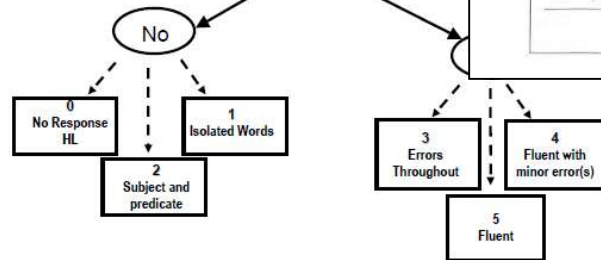 No
0
No Response
HL
1
Isolated Words
2
Subject and
predicate
3
Errors
Throughout
4
Fluent with
minor error(s)
5
Fluent